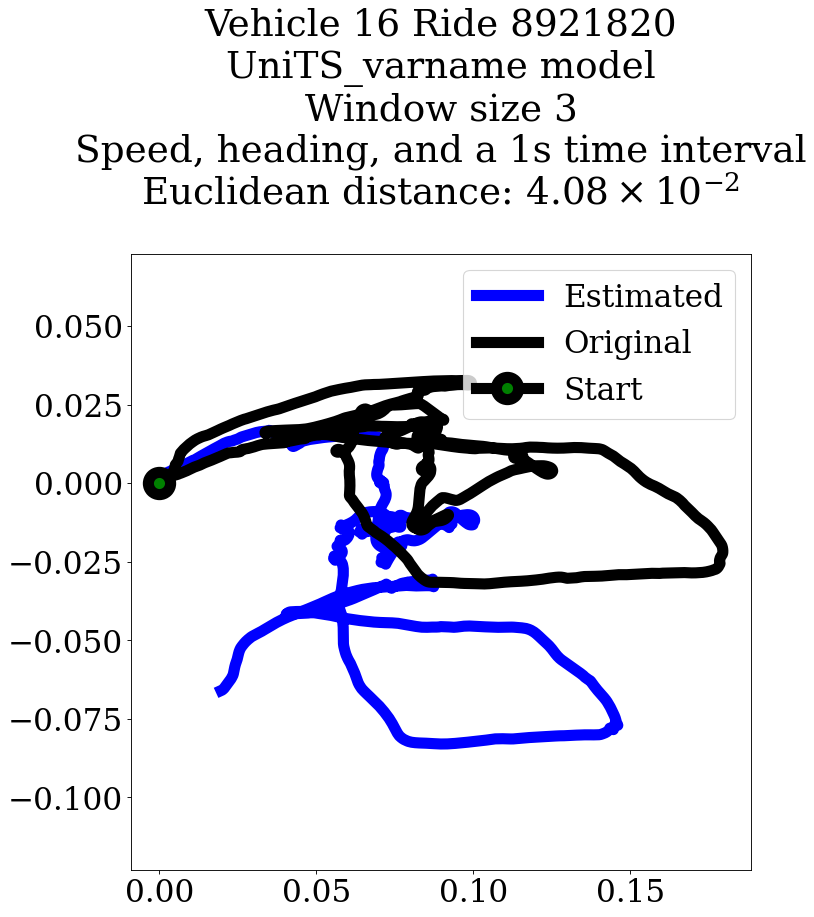 Vehicle 16 Ride 8921820
UniTS_varname model
Window size 3
Speed, heading, and a 1s time interval
Euclidean distance: 4.08 × 10⁻²
Estimated
Original
Start
0.050
0.025
0.000
−0.025
−0.050
−0.075
−0.100
0.00 0.05 0.10 0.15